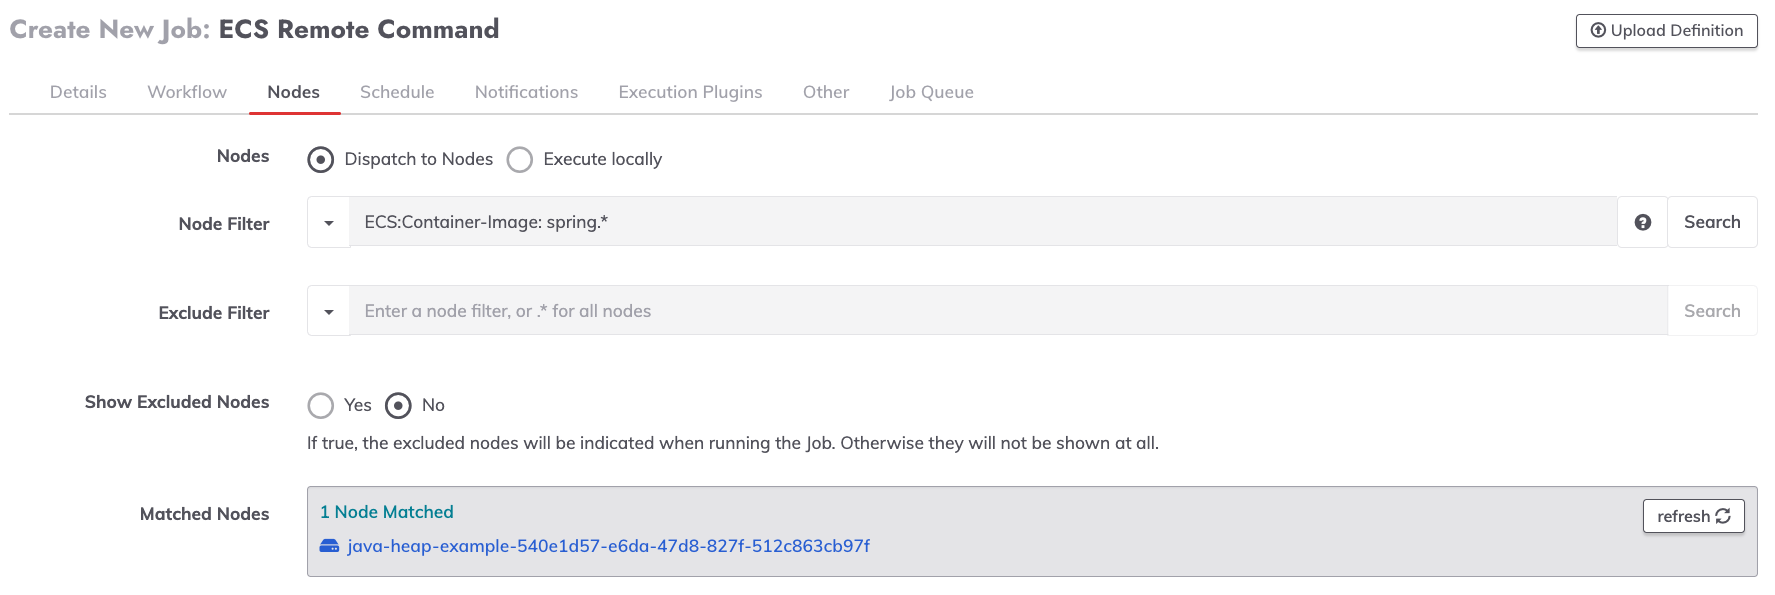 Create New Job: ECS Remote Command
Upload Definition
Details Workflow Nodes Schedule Notifications Execution Plugins Other Job Queue
Nodes Dispatch to Nodes Execute locally
Node Filter ECS:Container-Image: spring.* Search
Exclude Filter Enter a node filter, or .* for all nodes Search
Show Excluded Nodes Yes No
If true, the excluded nodes will be indicated when running the Job. Otherwise they will not be shown at all.
Matched Nodes 1 Node Matched refresh
java-heap-example-540e1d57-e6da-47d8-827f-512c863cb97f